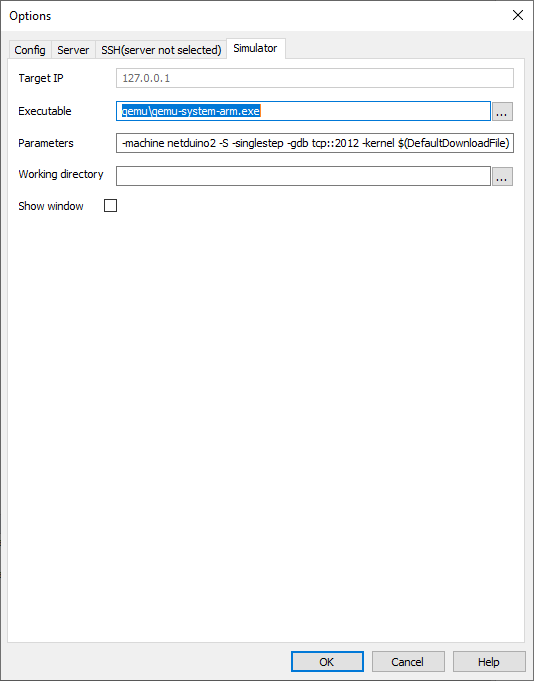 Options
Config Server SSH(server not selected) Simulator
Target IP 127.0.0.1
Executable qemu\qemu-system-arm.exe ...
Parameters -machine netduino2 -S -singlestep -gdb tcp::2012 -kernel $(DefaultDownloadFile)
Working directory ...
Show window
OK Cancel Help